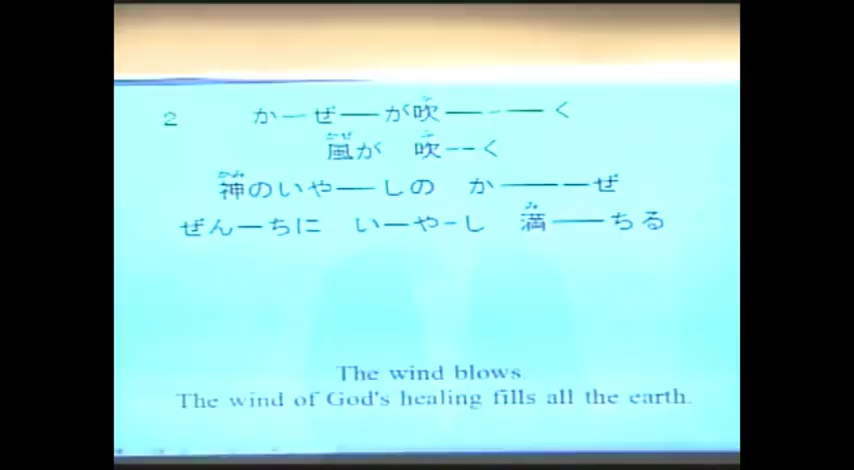 2 かーぜーが吹ーーーく
風が 吹ーーく
神のいやーしの かーーーぜ
ぜんーちに いーやーし 満ーーちる
The wind blows.
The wind of God's healing fills all the earth.